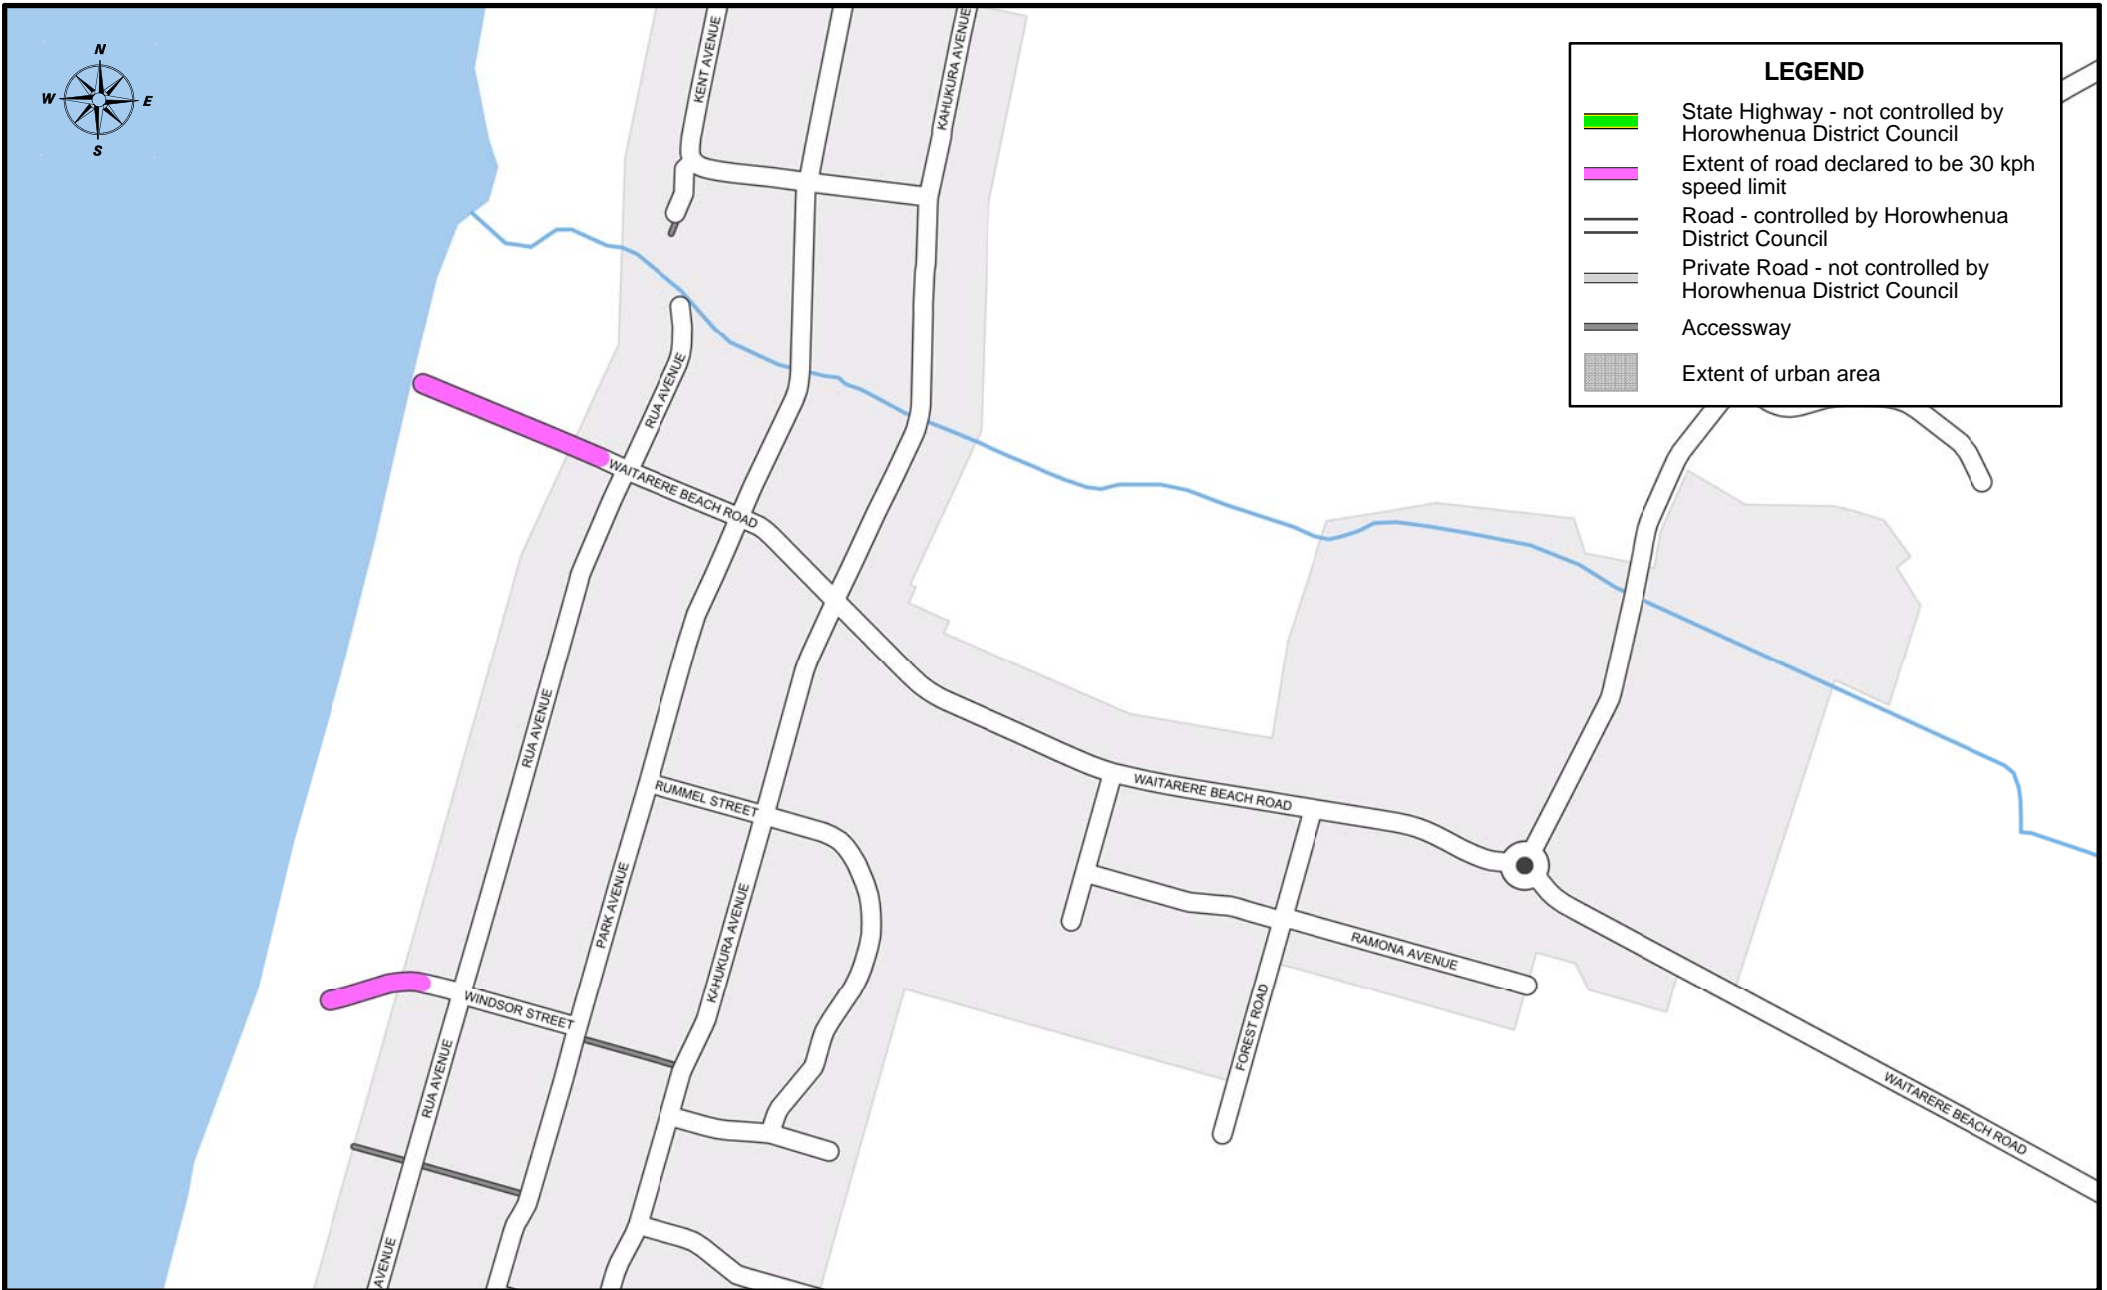 N
W
E
S
KENT AVENUE
KAHUKURA AVENUE
LEGEND
State Highway - not controlled by
Horowhenua District Council
Extent of road declared to be 30 kph
speed limit
Road - controlled by Horowhenua
District Council
Private Road - not controlled by
Horowhenua District Council
Accessway
Extent of urban area
RUA AVENUE
WAITARERE BEACH ROAD
RUA AVENUE
RUMMEL STREET
WAITARERE BEACH ROAD
PARK AVENUE
KAHUKURA AVENUE
RAMONA AVENUE
WINDSOR STREET
FOREST ROAD
RUA AVENUE
WAITARERE BEACH ROAD
AVENUE